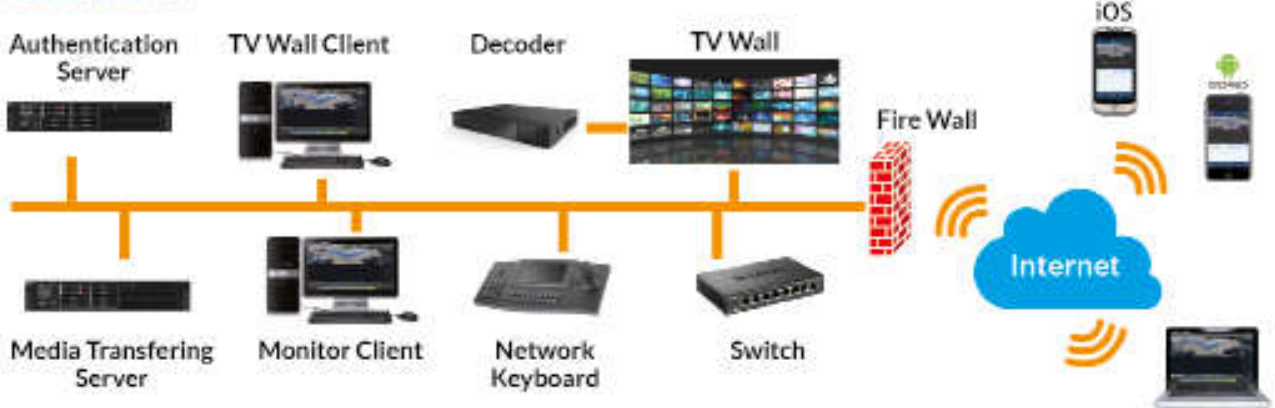 iOS
Authentication
Server
TV Wall Client
Decoder
TV Wall
Fire Wall
Internet
Media Transfering
Server
Monitor Client
Network
Keyboard
Switch